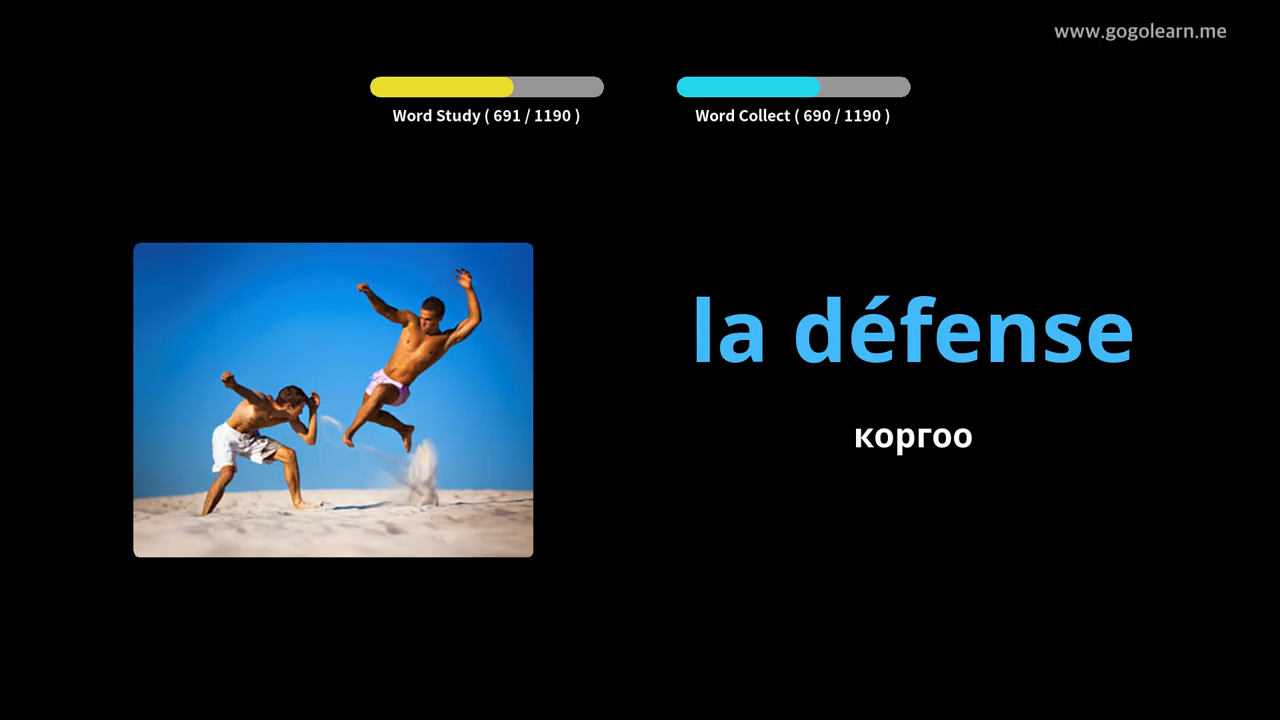 www.gogolearn.me
Word Study ( 691 / 1190 )
Word Collect ( 690 / 1190 )
la défense
коргоо